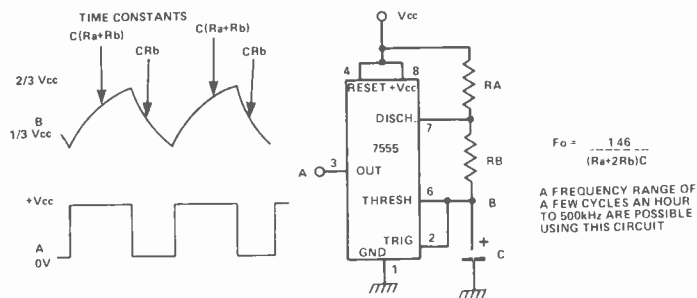 TIME CONSTANTS
C(Ra+Rb)
CRb
C(Ra+Rb)
CRb
2/3 Vcc
B
1/3 Vcc
+Vcc
A
0V
Vcc
4
8
RESET +Vcc
RA
DISCH.
7
7555
RB
A
3
OUT
THRESH
6
B
TRIG
2
+
C
GND
1
Fo = 1.46
(Ra+2Rb)C
A FREQUENCY RANGE OF
A FEW CYCLES AN HOUR
TO 500kHz ARE POSSIBLE
USING THIS CIRCUIT